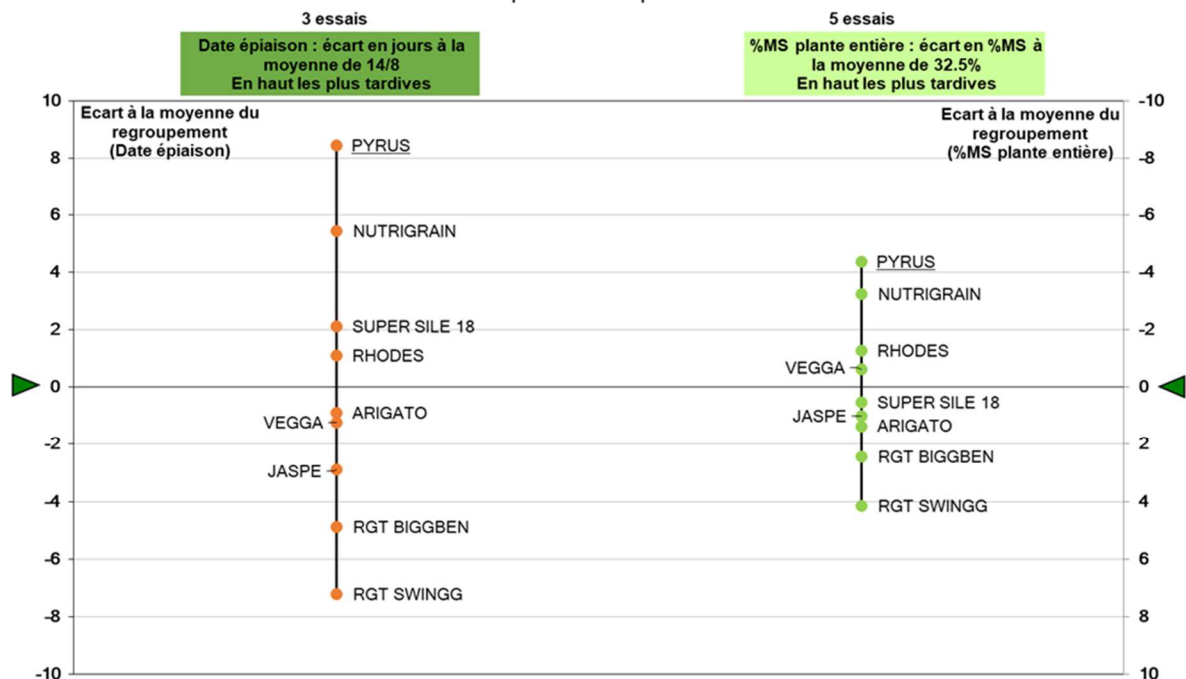 3 essais
5 essais
Date épiaison : écart en jours à la
moyenne de 14/8
En haut les plus tardives
%MS plante entière : écart en %MS à
la moyenne de 32.5%
En haut les plus tardives
Ecart à la moyenne du
regroupement
(Date épiaison)
Ecart à la moyenne du
regroupement
(%MS plante entière)
10
8
6
4
2
0
-2
-4
-6
-8
-10
PYRUS
NUTRIGRAIN
SUPER SILE 18
RHODES
ARIGATO
VEGGA
JASPE
RGT BIGGBEN
RGT SWINGG
PYRUS
NUTRIGRAIN
RHODES
VEGGA
SUPER SILE 18
JASPE
ARIGATO
RGT BIGGBEN
RGT SWINGG
-10
-8
-6
-4
-2
0
2
4
6
8
10